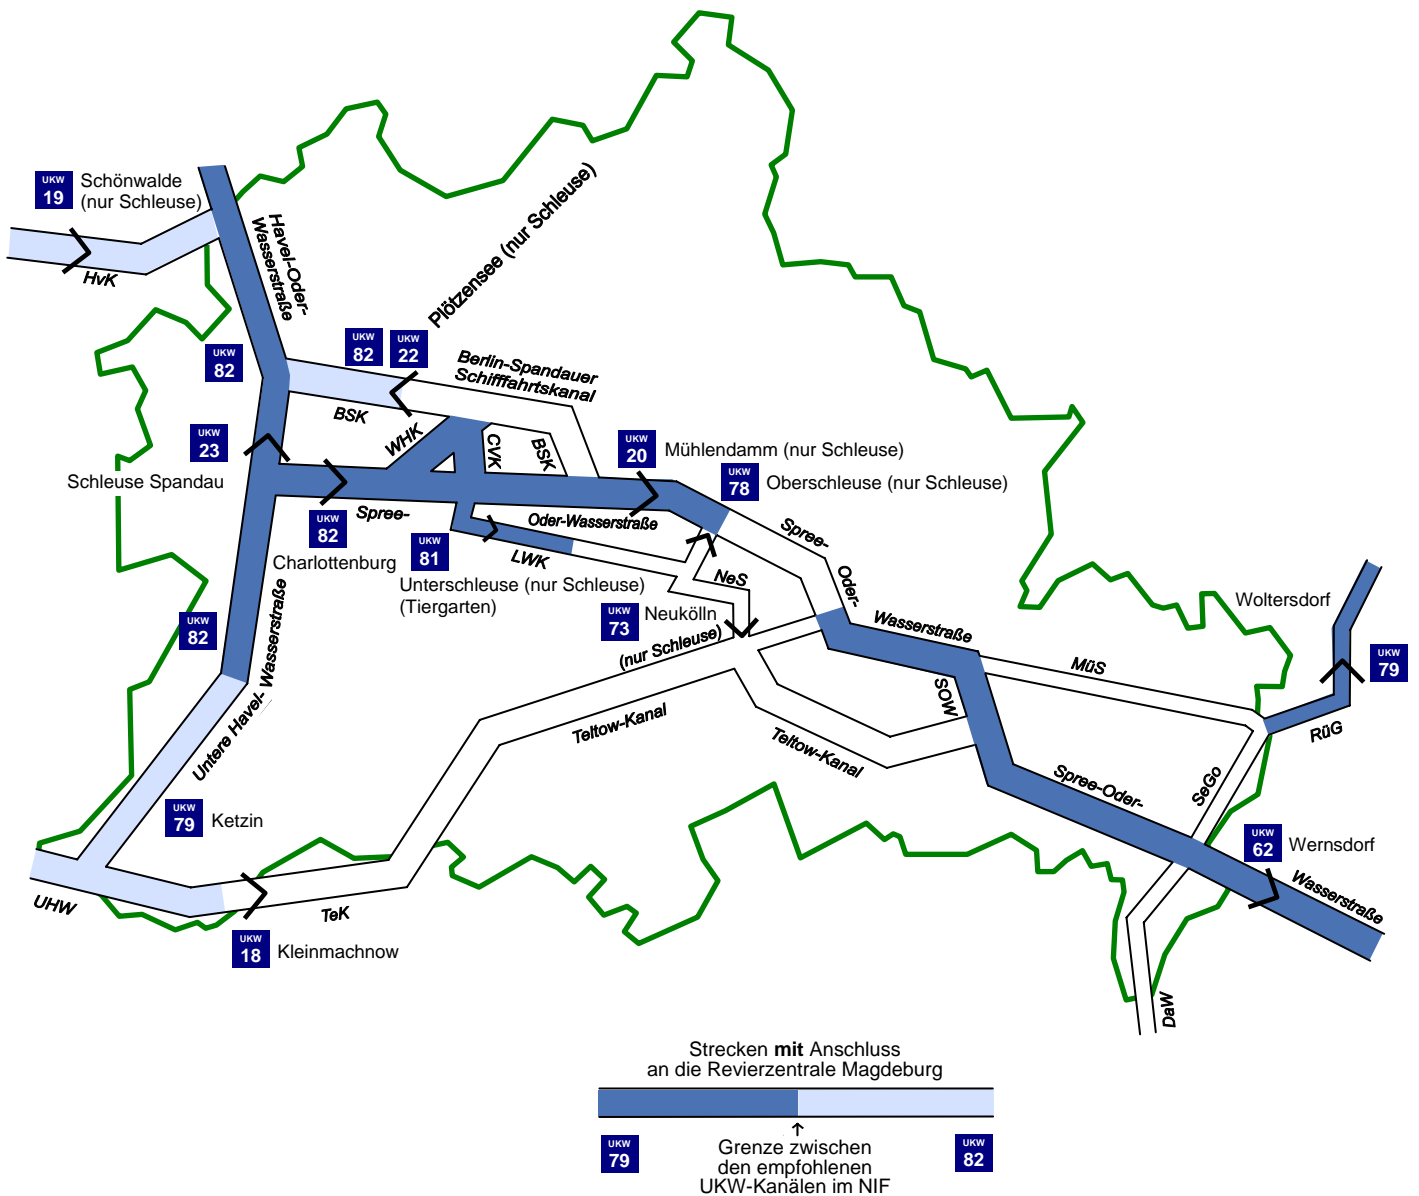 UKW
19
Schönwalde
(nur Schleuse)
HvK
Havel-Oder-
Wasserstraße
Plötzensee (nur Schleuse)
UKW
82
UKW
82
UKW
22
Berlin-Spandauer
Schifffahrtskanal
BSK
WHK
CVK
BSK
UKW
23
Schleuse Spandau
UKW
20
Mühlendamm (nur Schleuse)
UKW
78
Oberschleuse (nur Schleuse)
Spree-
Oder-Wasserstraße
UKW
82
Charlottenburg
UKW
81
LWK
Unterschleuse (nur Schleuse)
(Tiergarten)
Spree-
Oder-
Wasserstraße
NeS
UKW
73
Neukölln
(nur Schleuse)
UKW
82
Untere Havel-Wasserstraße
Woltersdorf
UKW
79
MüS
RüG
SOW
Teltow-Kanal
Teltow-Kanal
SeGo
Spree-Oder-
Wasserstraße
UKW
79
Ketzin
UKW
62
Wernsdorf
UHW
TeK
UKW
18
Kleinmachnow
DaW
Strecken mit Anschluss
an die Revierzentrale Magdeburg
UKW
79
Grenze zwischen
den empfohlenen
UKW-Kanälen im NIF
UKW
82